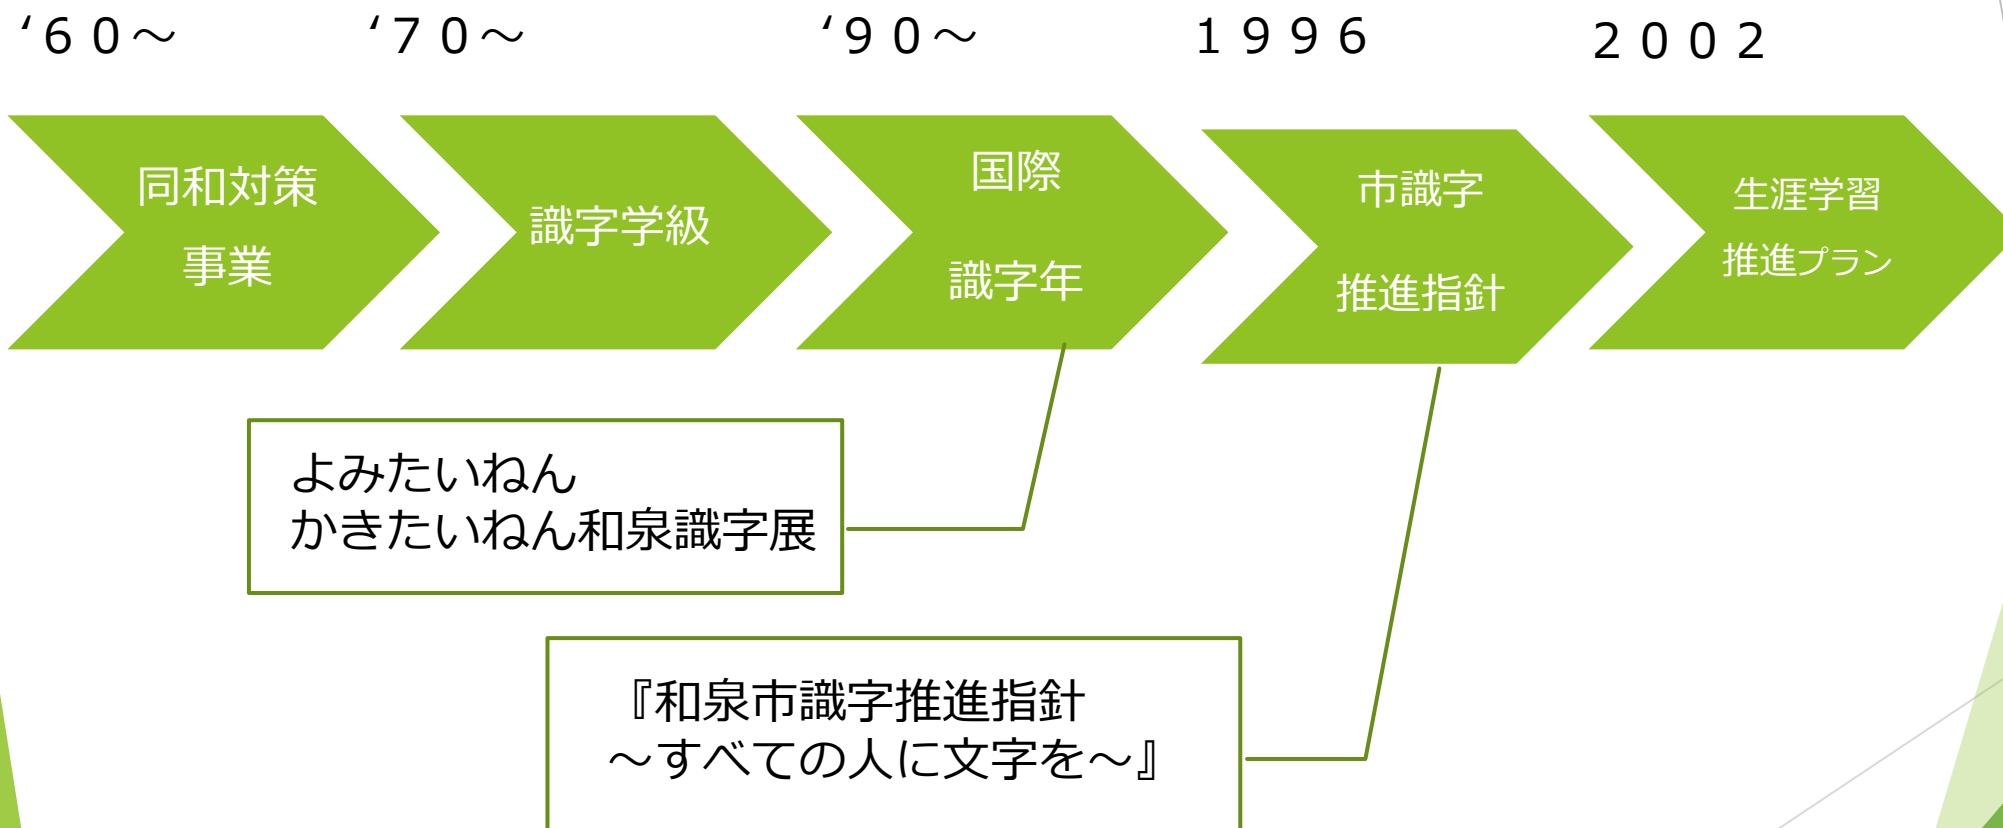 ‘６０～
‘７０～
‘９０～
１９９６
２００２
同和対策
事業
識字学級
国際
識字年
市識字
推進指針
生涯学習
推進プラン
よみたいねん
かきたいねん和泉識字展
『和泉市識字推進指針
～すべての人に文字を～』